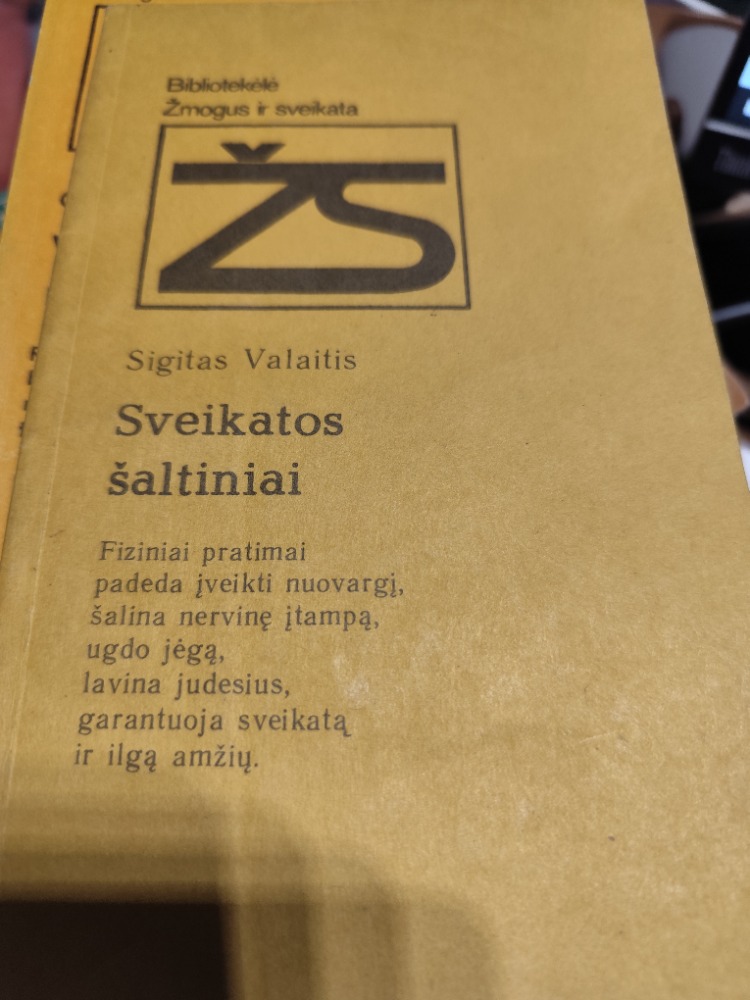 Bibliotekėlė
Žmogus ir sveikata
ŽS
Sigitas Valaitis
Sveikatos
šaltiniai
Fiziniai pratimai
padeda įveikti nuovargį,
šalina nervinę įtampą,
ugdo jėgą,
lavina judesius,
garantuoja sveikatą
ir ilgą amžių.